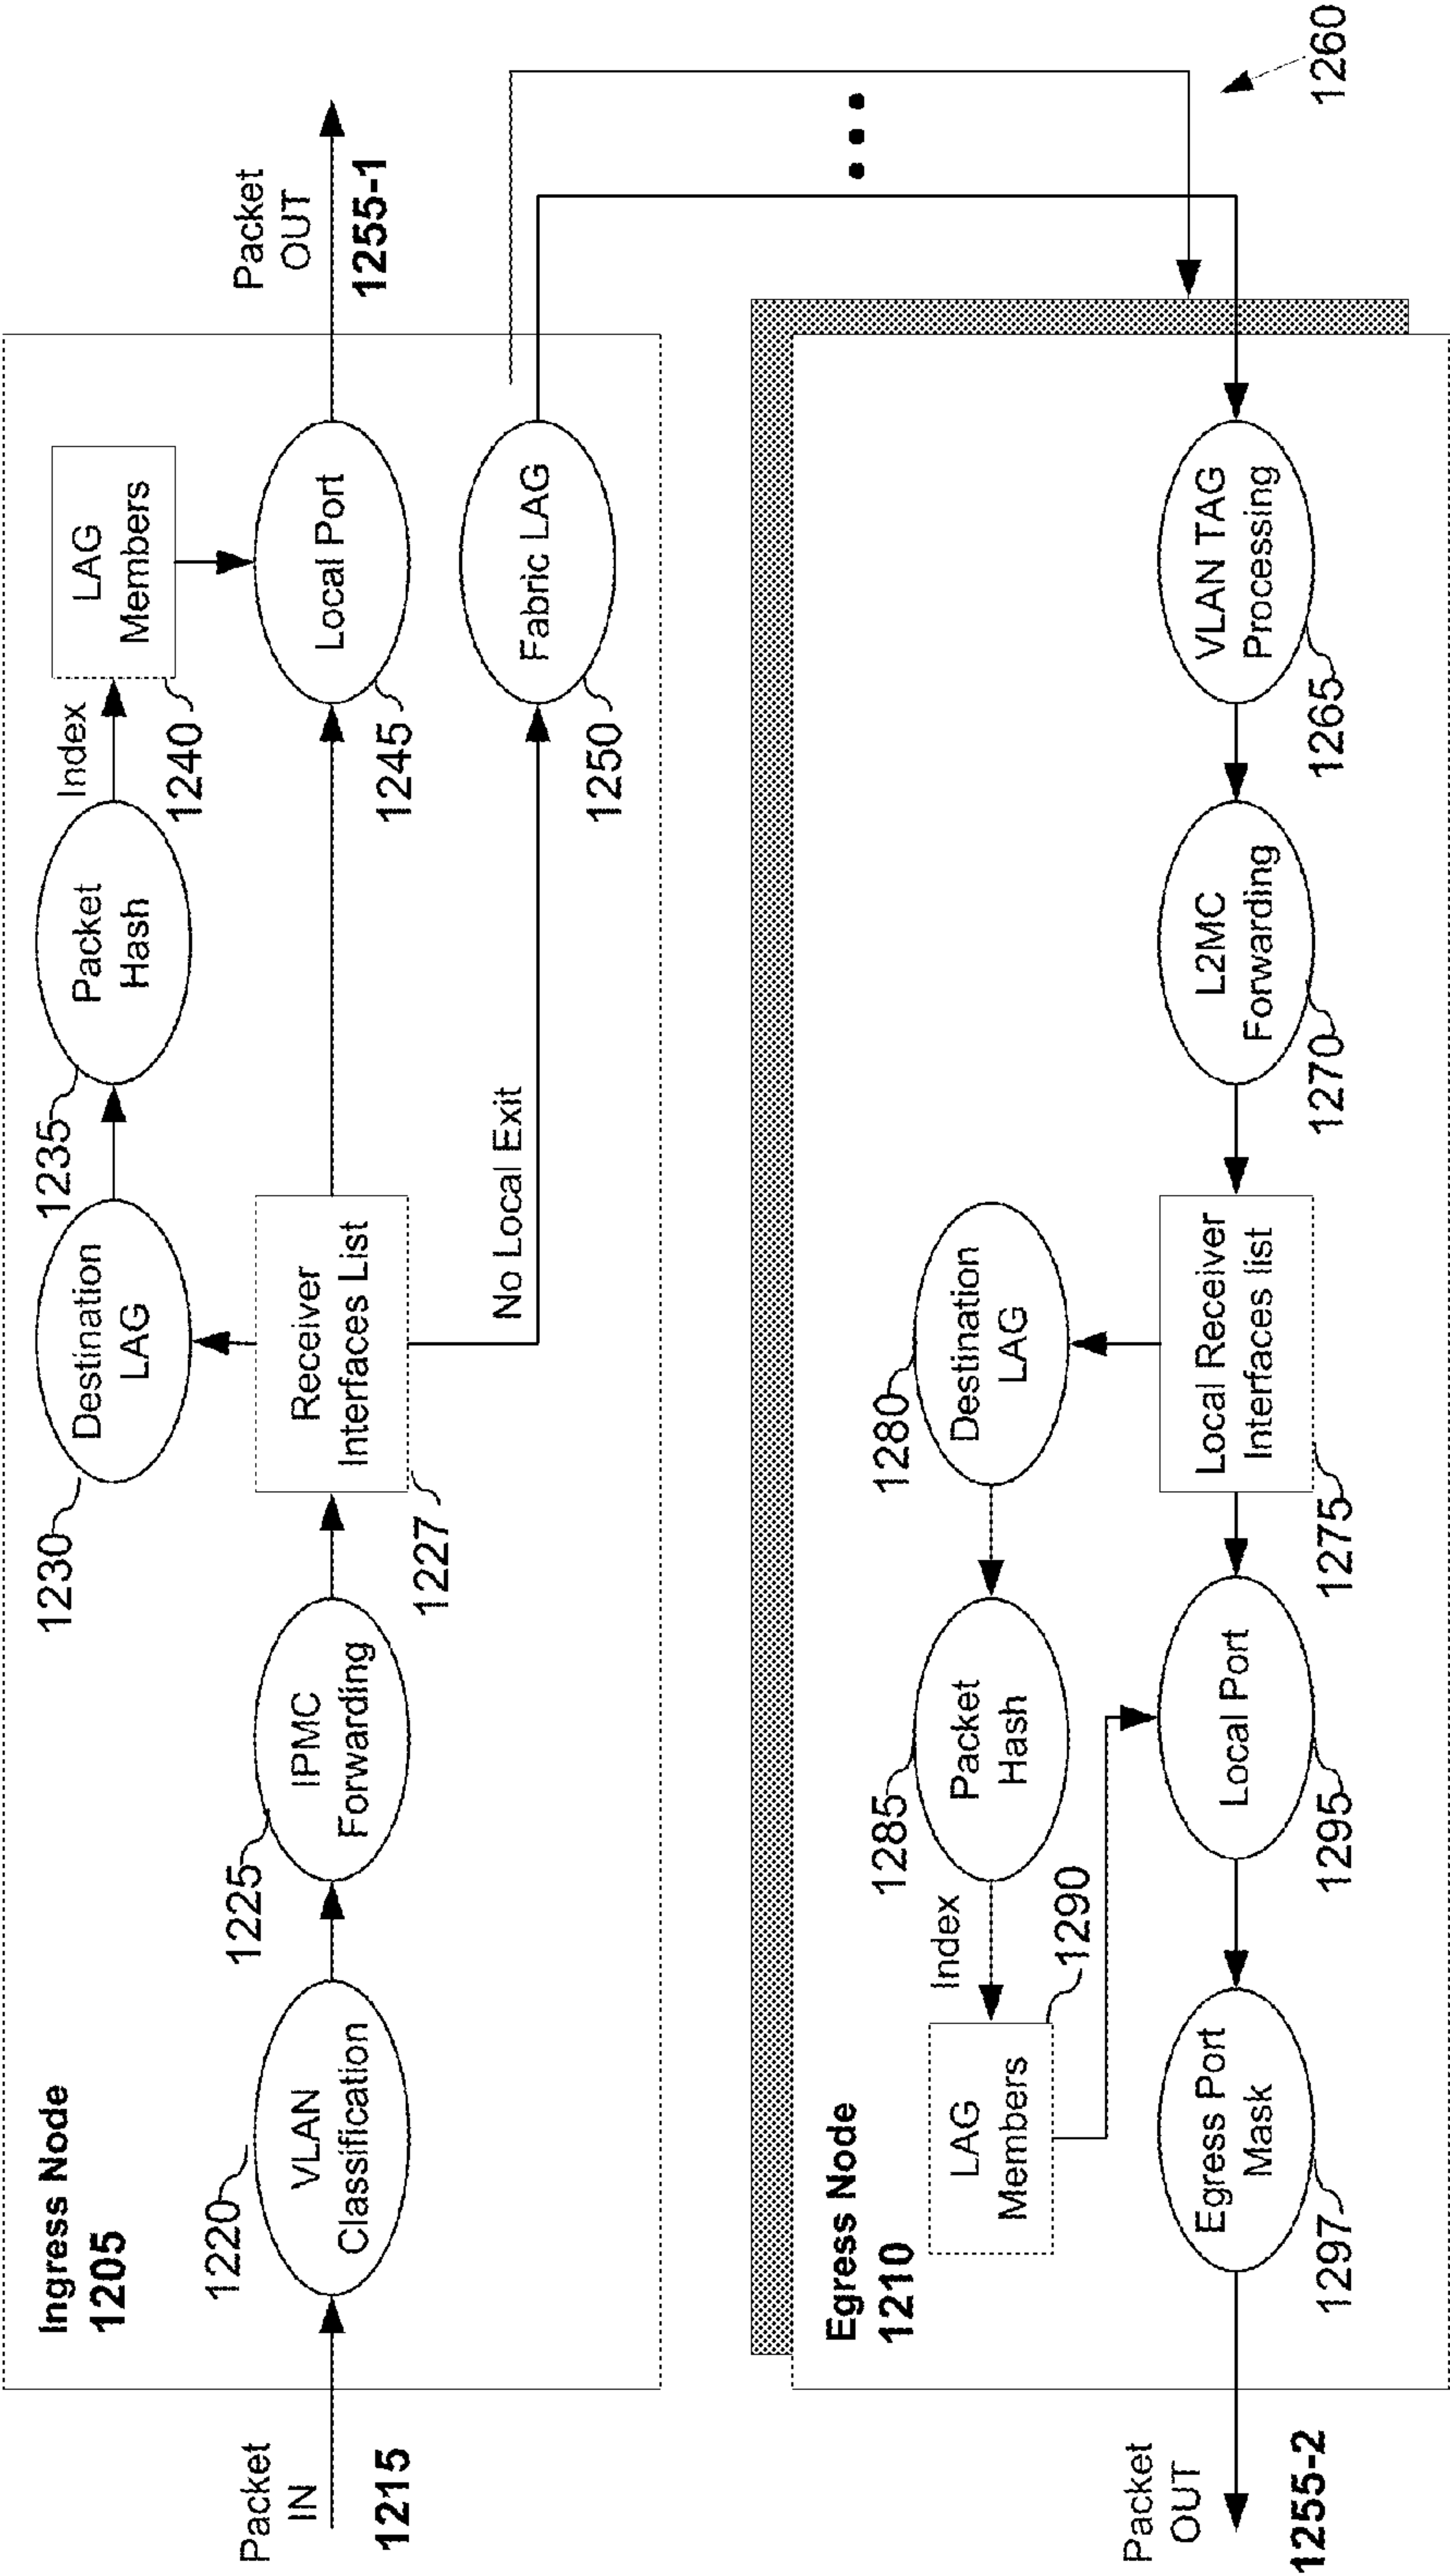 Ingress Node
1205
Packet
IN
1215
1220
VLAN
Classification
1225
IPMC
Forwarding
1227
Receiver
Interfaces List
1230
Destination
LAG
1235
Packet
Hash
Index
LAG
Members
1240
Local Port
1245
No Local Exit
Fabric LAG
1250
Packet
OUT
1255-1
1260
Egress Node
1210
VLAN TAG
Processing
1265
L2MC
Forwarding
1270
Local Receiver
Interfaces list
1275
1280
Destination
LAG
1285
Packet
Hash
Index
LAG
Members
1290
Local Port
1295
Egress Port
Mask
1297
Packet
OUT
1255-2